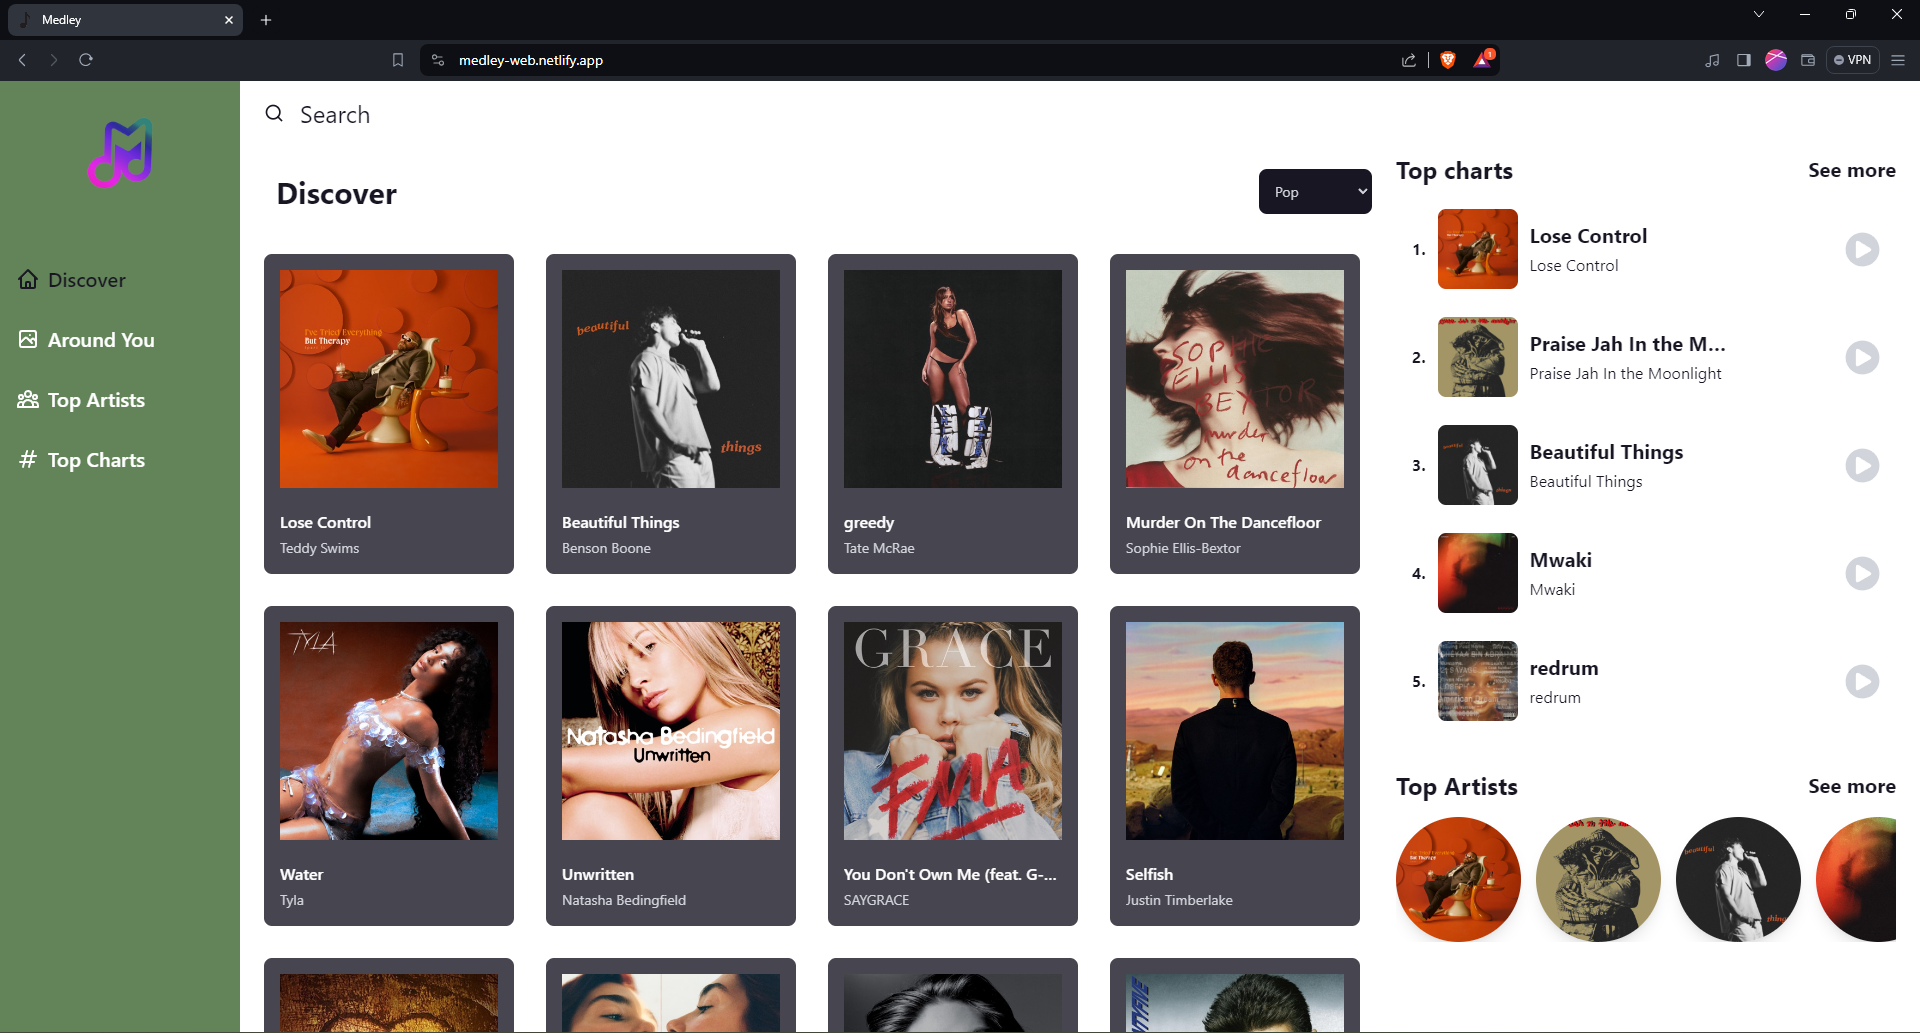 Medley
medley-web.netlify.app
1
VPN
Search
Discover
Around You
Top Artists
Top Charts
Discover
Pop
I've Tried Everything
But Therapy
Lose Control
Teddy Swims
beautiful
things
Beautiful Things
Benson Boone
greedy
Tate McRae
SOPHIE
ELLIS
BEXTOR
murder
on the
dancefloor
Murder On The Dancefloor
Sophie Ellis-Bextor
TYLA
Water
Tyla
Natasha Bedingfield
Unwritten
Unwritten
Natasha Bedingfield
GRACE
FMA
You Don't Own Me (feat. G-...
SAYGRACE
Selfish
Justin Timberlake
Top charts
See more
1.
Lose Control
Lose Control
2.
Praise Jah In the M...
Praise Jah In the Moonlight
3.
Beautiful Things
Beautiful Things
4.
Mwaki
Mwaki
5.
redrum
redrum
Top Artists
See more
But Therapy
beautiful